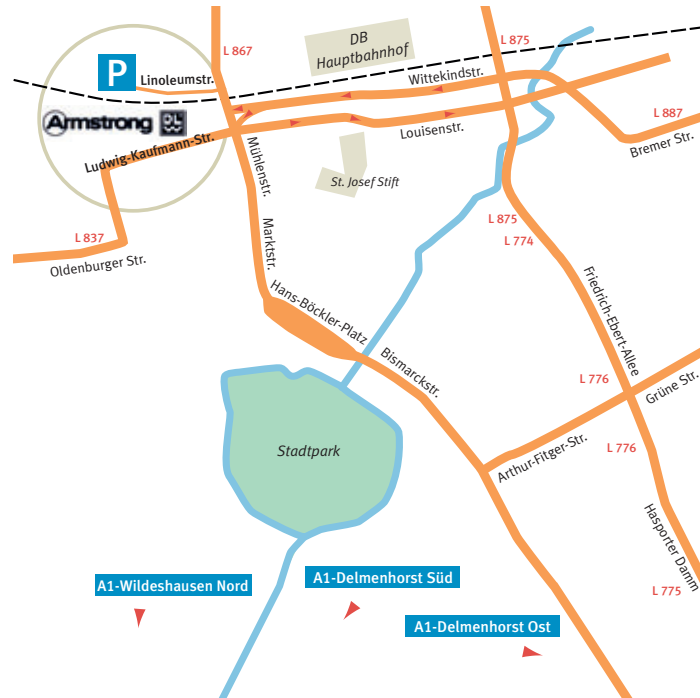 DB
Hauptbahnhof
L 875
L 867
P
Linoleumstr.
Wittekindstr.
Armstrong
DLW
Louisenstr.
L 887
Bremer Str.
Ludwig-Kaufmann-Str.
Mühlenstr.
St. Josef Stift
L 875
L 774
L 837
Oldenburger Str.
Marktstr.
Hans-Böckler-Platz
Friedrich-Ebert-Allee
Bismarckstr.
L 776
Grüne Str.
Stadtpark
Arthur-Fitger-Str.
L 776
Hasporter Damm
L 775
A1-Wildeshausen Nord
A1-Delmenhorst Süd
A1-Delmenhorst Ost